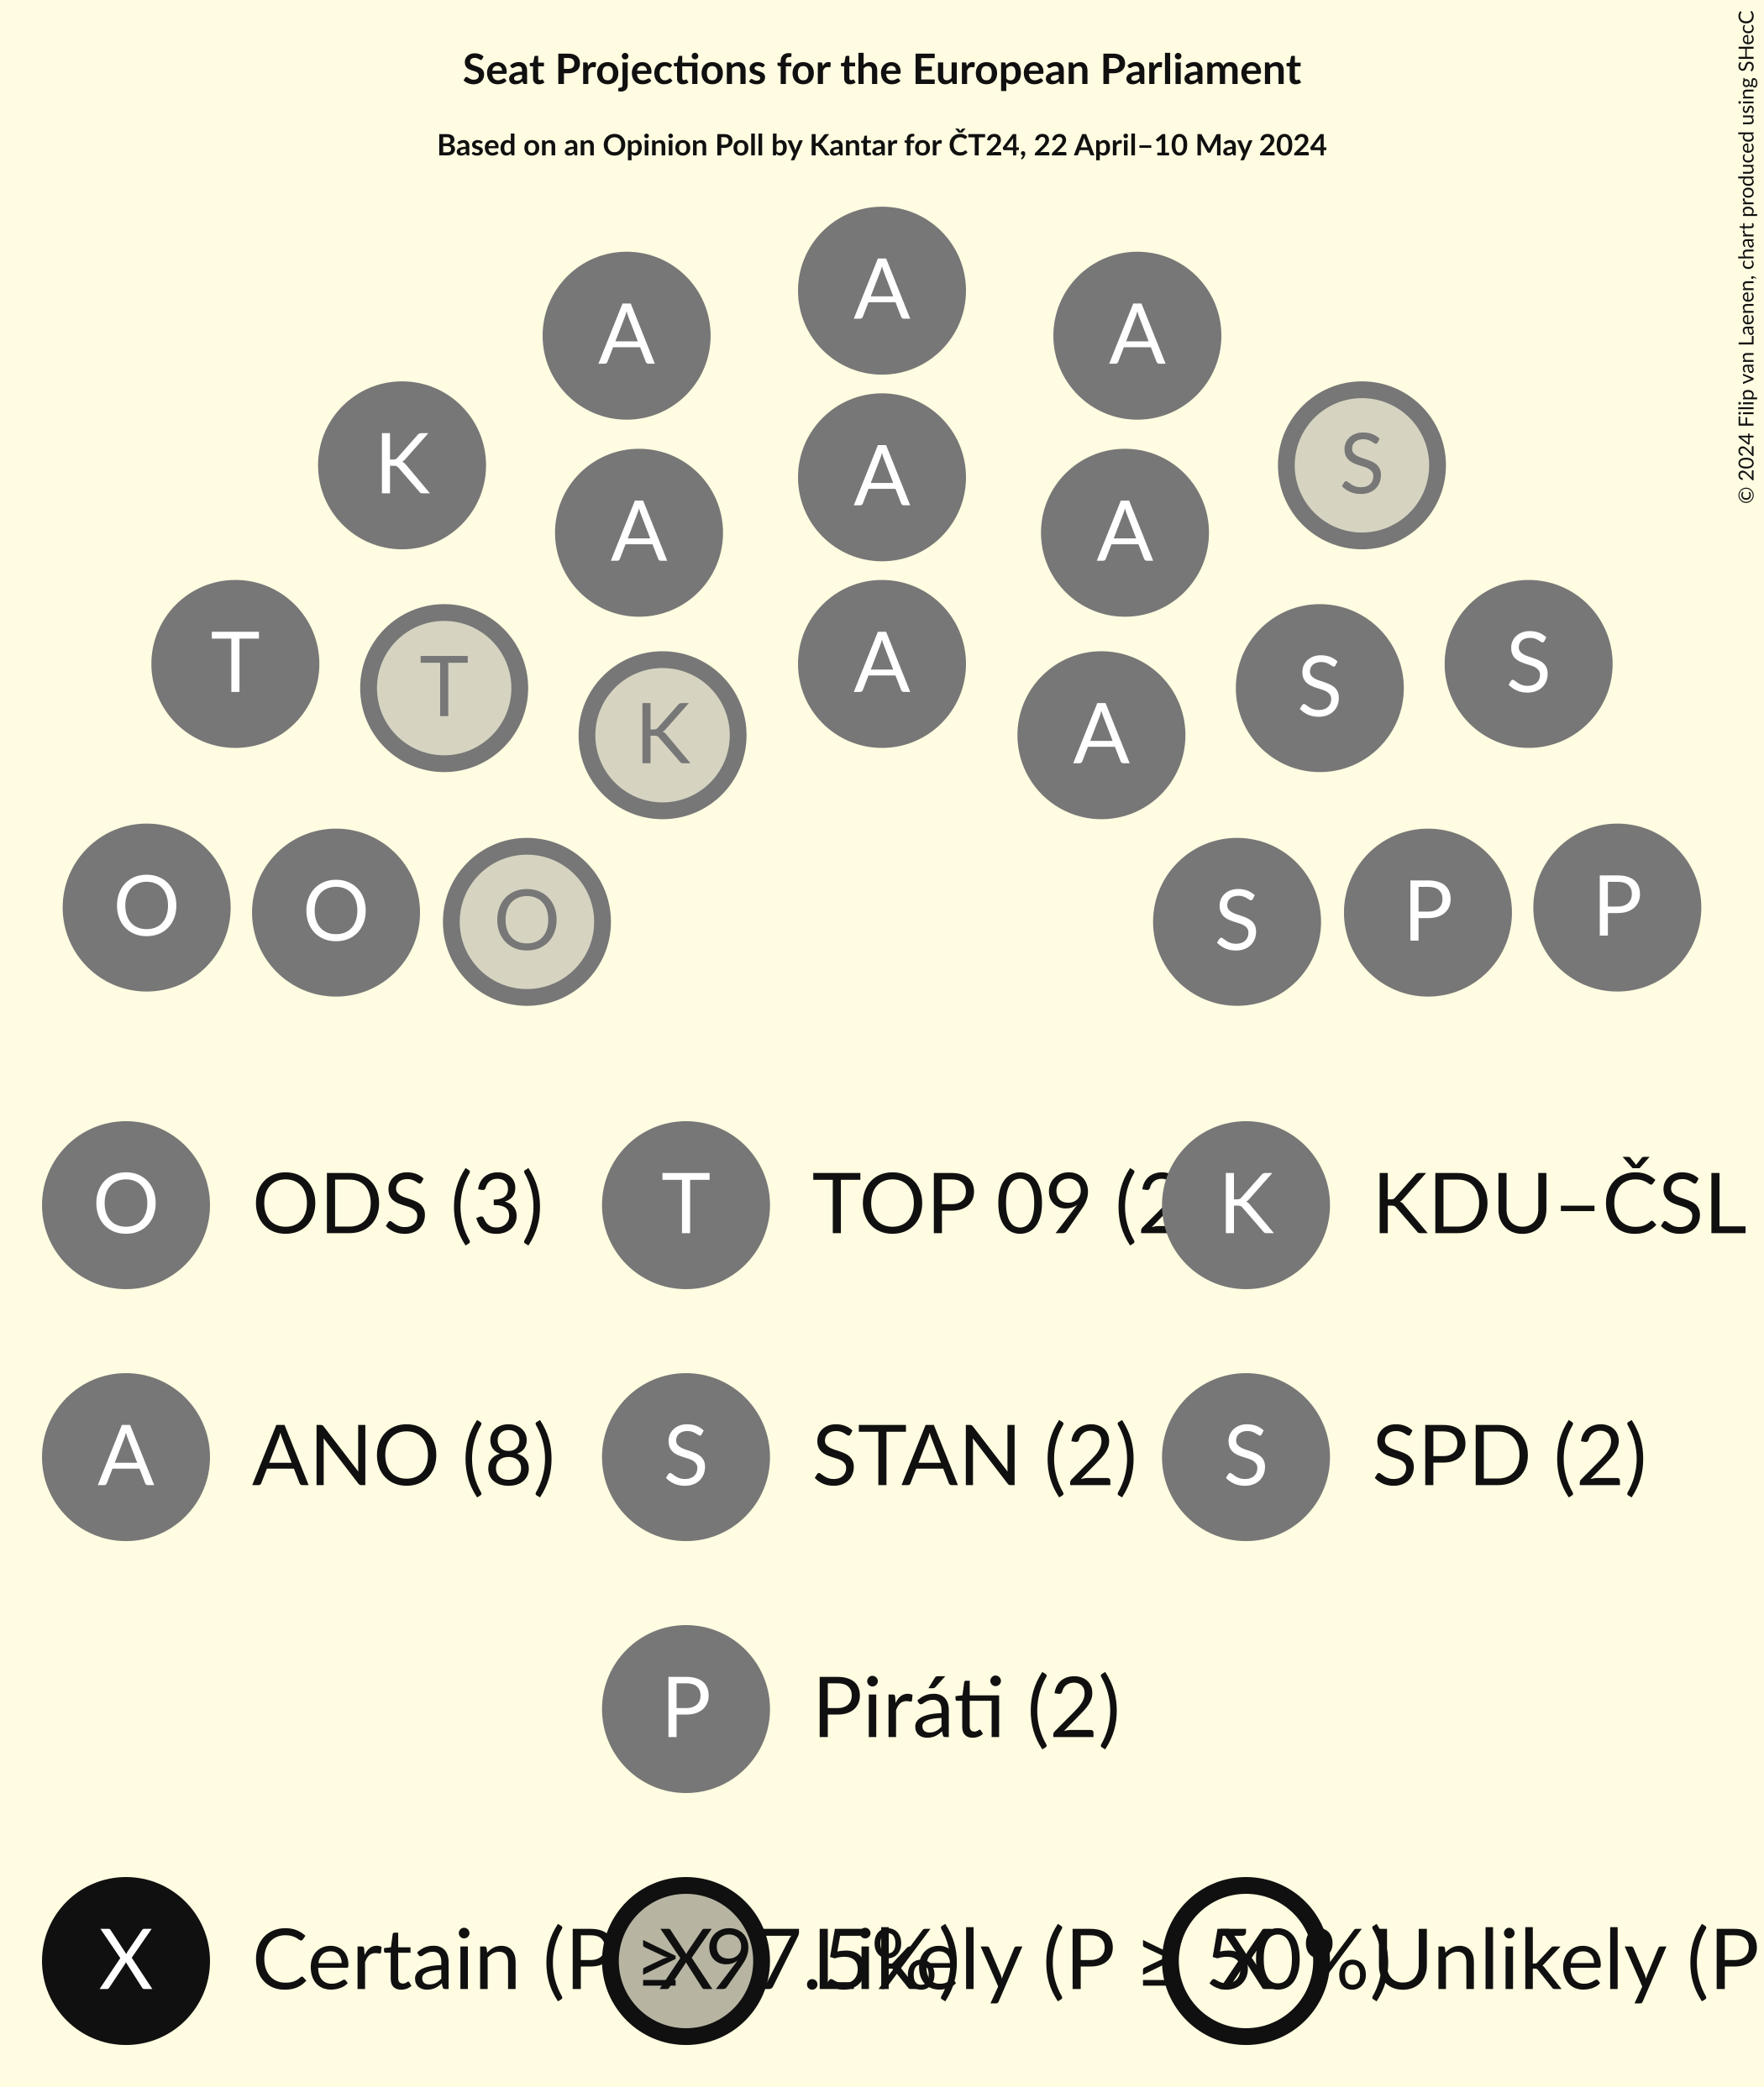 Seat Projections for the European Parliament
Based on an Opinion Poll by Kantar for ČT24, 22 April–10 May 2024
© 2024 Filip van Laenen, chart produced using SHecC
A
A A
K A S
A A
T A S
T K A S
O O O S P P
O ODS (3) T TOP 09 (2 K KDU–ČSL
A ANO (8) S STAN (2) S SPD (2)
P Piráti (2)
X Certain (P ≥ 97.5%) X Likely (P ≥ 50%) X Unlikely (P